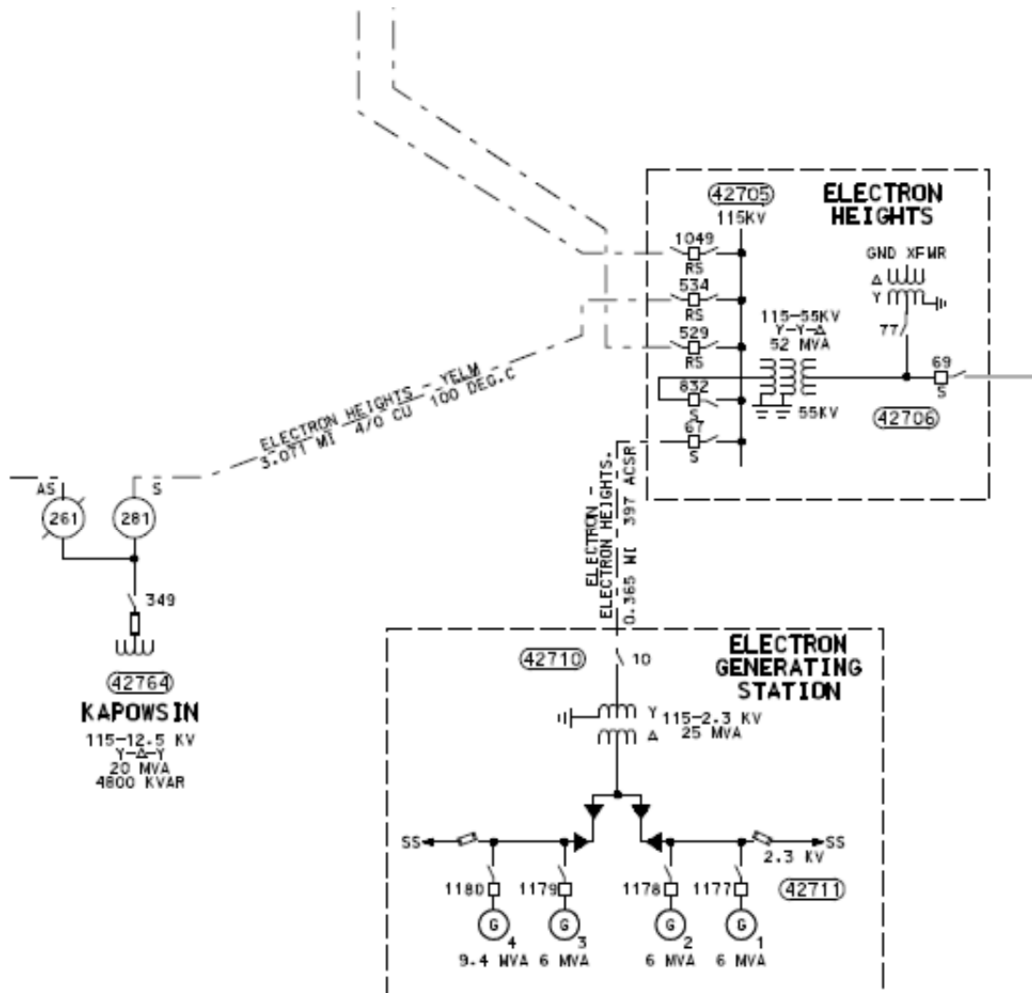 42705
115KV
ELECTRON
HEIGHTS
1049
RS
534
RS
529
RS
832
S
67
S
GND XFMR
Δ
Y
77
115-55KV
Y-Y-Δ
52 MVA
55KV
69
S
42706
ELECTRON HEIGHTS - YELM
3.071 MI 4/0 CU 100 DEG.C
AS
S
261
281
349
42764
KAPOWSIN
115-12.5 KV
Y-Δ-Y
20 MVA
4800 KVAR
ELECTRON -
ELECTRON HEIGHTS.
0.365 MI 397 ACSR
42710
10
ELECTRON
GENERATING
STATION
Y
Δ
115-2.3 KV
25 MVA
SS
SS
2.3 KV
42711
1180
1179
1178
1177
G
G
G
G
4
3
2
1
9.4 MVA
6 MVA
6 MVA
6 MVA